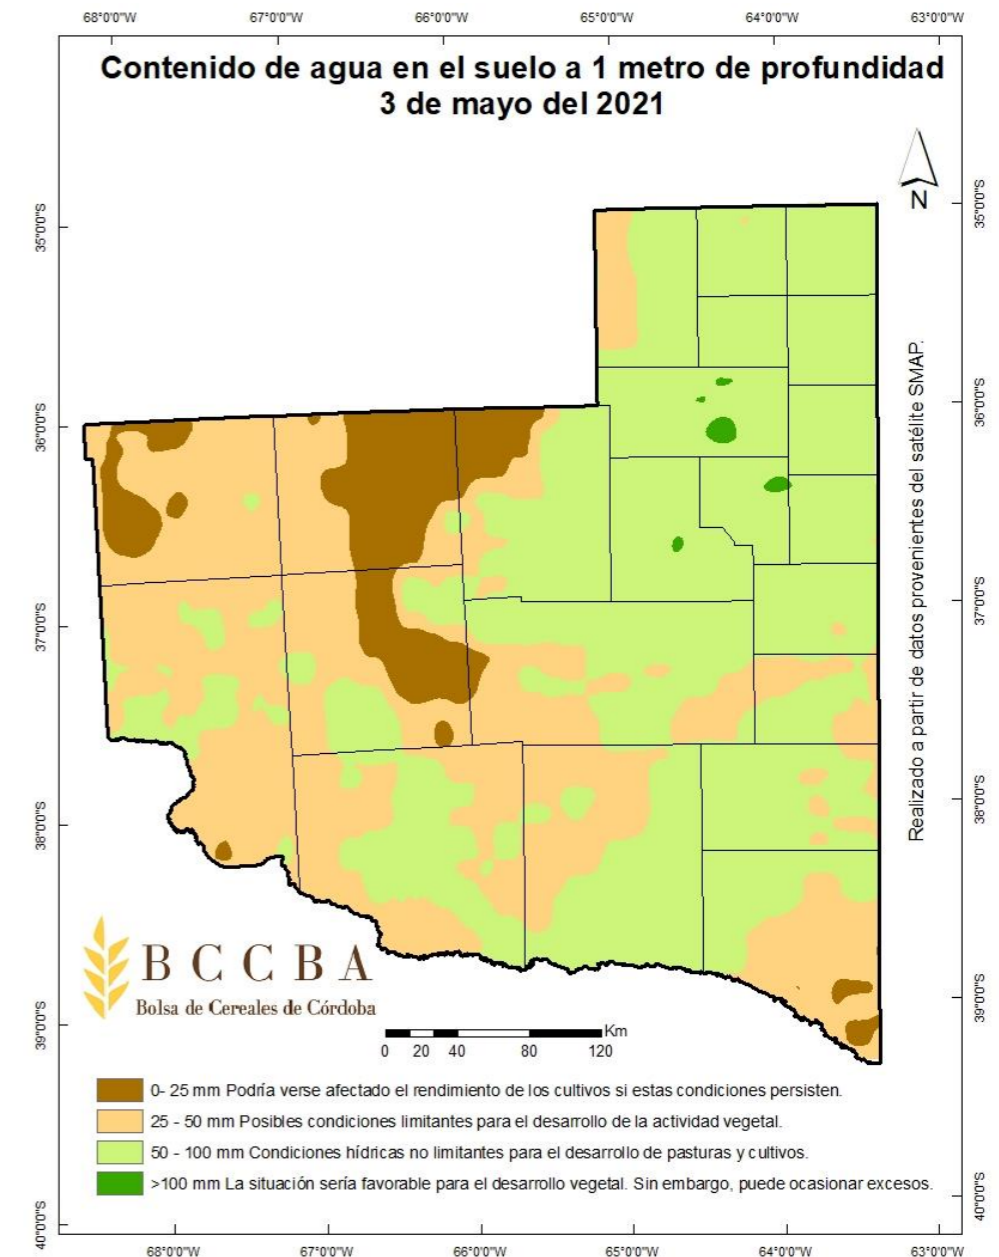 68°0'0"W 67°0'0"W 66°0'0"W 65°0'0"W 64°0'0"W 63°0'0"W
Contenido de agua en el suelo a 1 metro de profundidad
3 de mayo del 2021
N
35°0'0"S
36°0'0"S
37°0'0"S
38°0'0"S
39°0'0"S
40°0'0"S
35°0'0"S
36°0'0"S
37°0'0"S
38°0'0"S
39°0'0"S
40°0'0"S
Realizado a partir de datos provenientes del satélite SMAP.
BCCBA
Bolsa de Cereales de Córdoba
Km
0 20 40 80 120
0- 25 mm Podría verse afectado el rendimiento de los cultivos si estas condiciones persisten.
25 - 50 mm Posibles condiciones limitantes para el desarrollo de la actividad vegetal.
50 - 100 mm Condiciones hídricas no limitantes para el desarrollo de pasturas y cultivos.
>100 mm La situación sería favorable para el desarrollo vegetal. Sin embargo, puede ocasionar excesos.
68°0'0"W 67°0'0"W 66°0'0"W 65°0'0"W 64°0'0"W 63°0'0"W